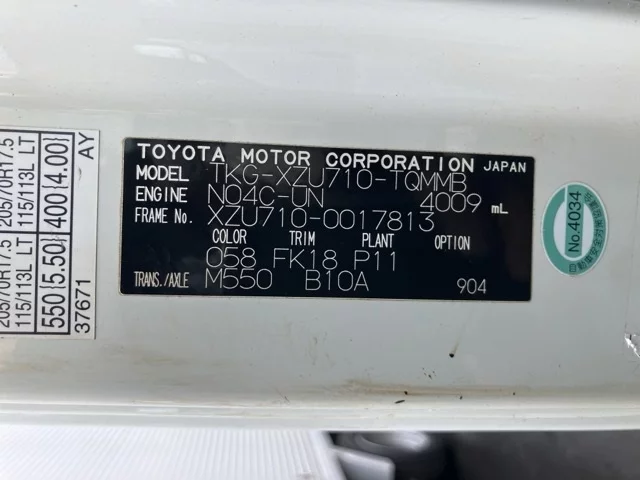 TOYOTA MOTOR CORPORATION JAPAN
MODEL TKG-XZU710-TQMMB
ENGINE N04C-UN 4009 mL
FRAME No. XZU710-0017813
COLOR TRIM PLANT OPTION
058 FK18 P11
TRANS./AXLE M550 B10A 904
205/70R17.5 205/70R17.5
115/113L LT 115/113L LT
550(5.50) 400(4.00)
37671 AY
No.4034